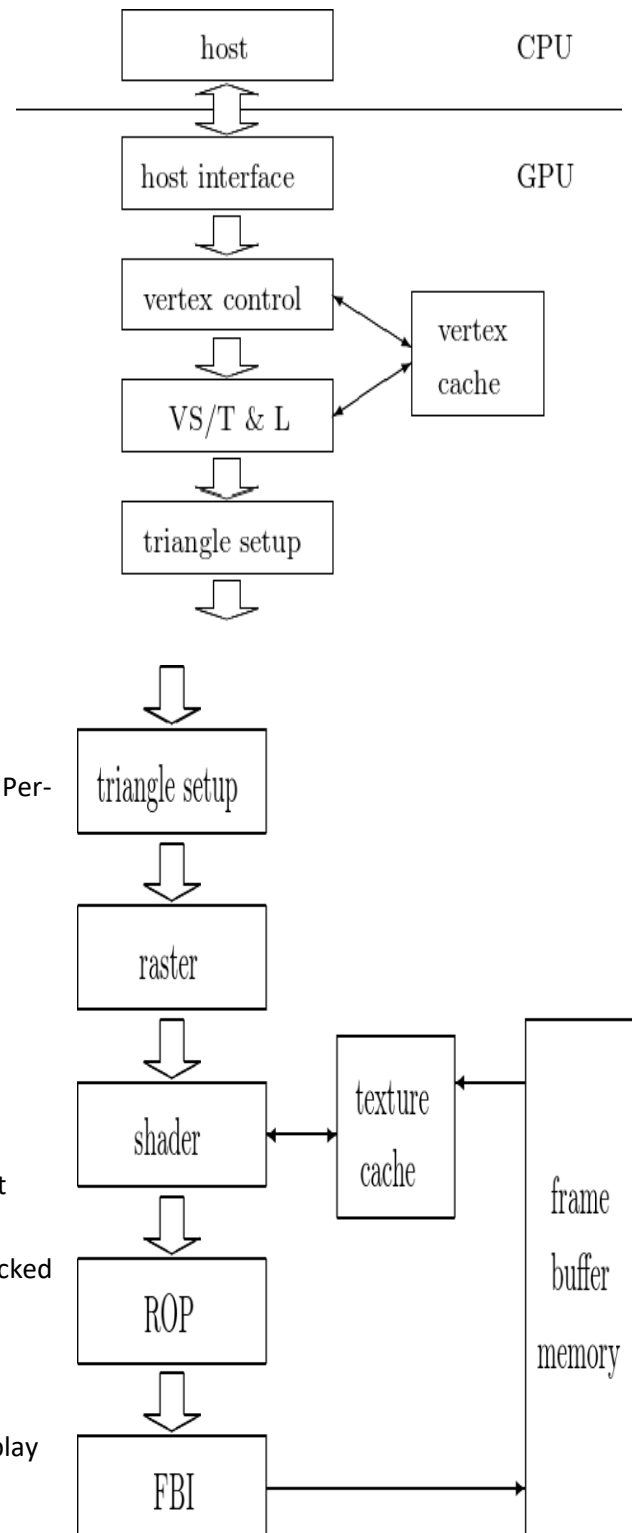 host CPU
host interface GPU
vertex control
vertex
cache
VS/T & L
triangle setup
Per-
triangle setup
raster
texture
cache
shader
t
frame
buffer
memory
cked
ROP
play
FBI